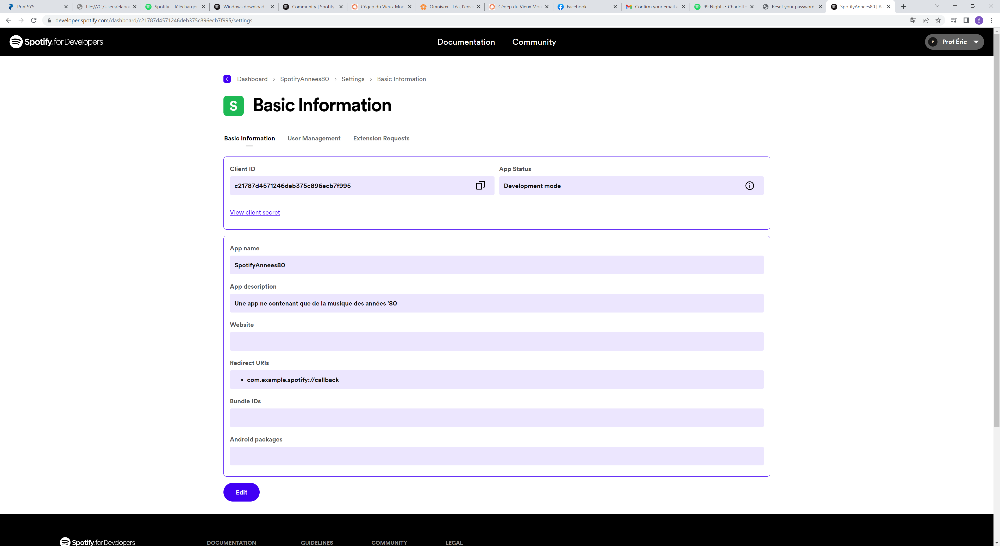 PrintSYS
file:///C:/Users/elabo
Spotify – Télécharger
Windows download -
Community | Spotify
Cégep du Vieux Mon
Omnivox - Léa, l'envi
Cégep du Vieux Mon
Facebook
Confirm your email a
99 Nights • Charlotte
Reset your password
SpotifyAnnees80 | Ba
developer.spotify.com/dashboard/c21787d4571246deb375c896ecb7f995/settings
É
Spotify for Developers
Documentation
Community
P
Prof Éric
Dashboard > SpotifyAnnees80 > Settings > Basic Information
S
Basic Information
Basic Information
User Management
Extension Requests
Client ID
App Status
c21787d4571246deb375c896ecb7f995
Development mode
View client secret
App name
SpotifyAnnees80
App description
Une app ne contenant que de la musique des années '80
Website
Redirect URIs
• com.example.spotify://callback
Bundle IDs
Android packages
Edit
Spotify for Developers
DOCUMENTATION
GUIDELINES
COMMUNITY
LEGAL